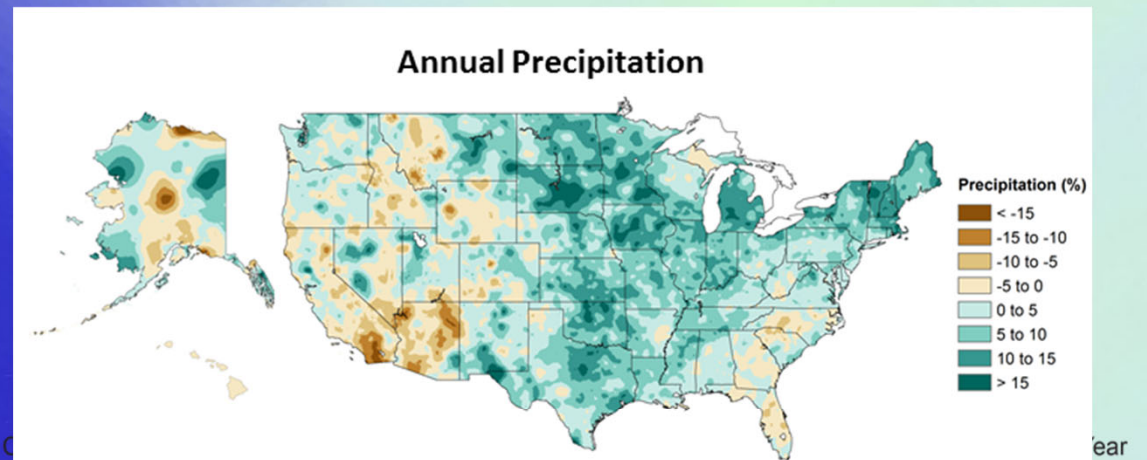 Annual Precipitation
Precipitation (%)
< -15
-15 to -10
-10 to -5
-5 to 0
0 to 5
5 to 10
10 to 15
> 15